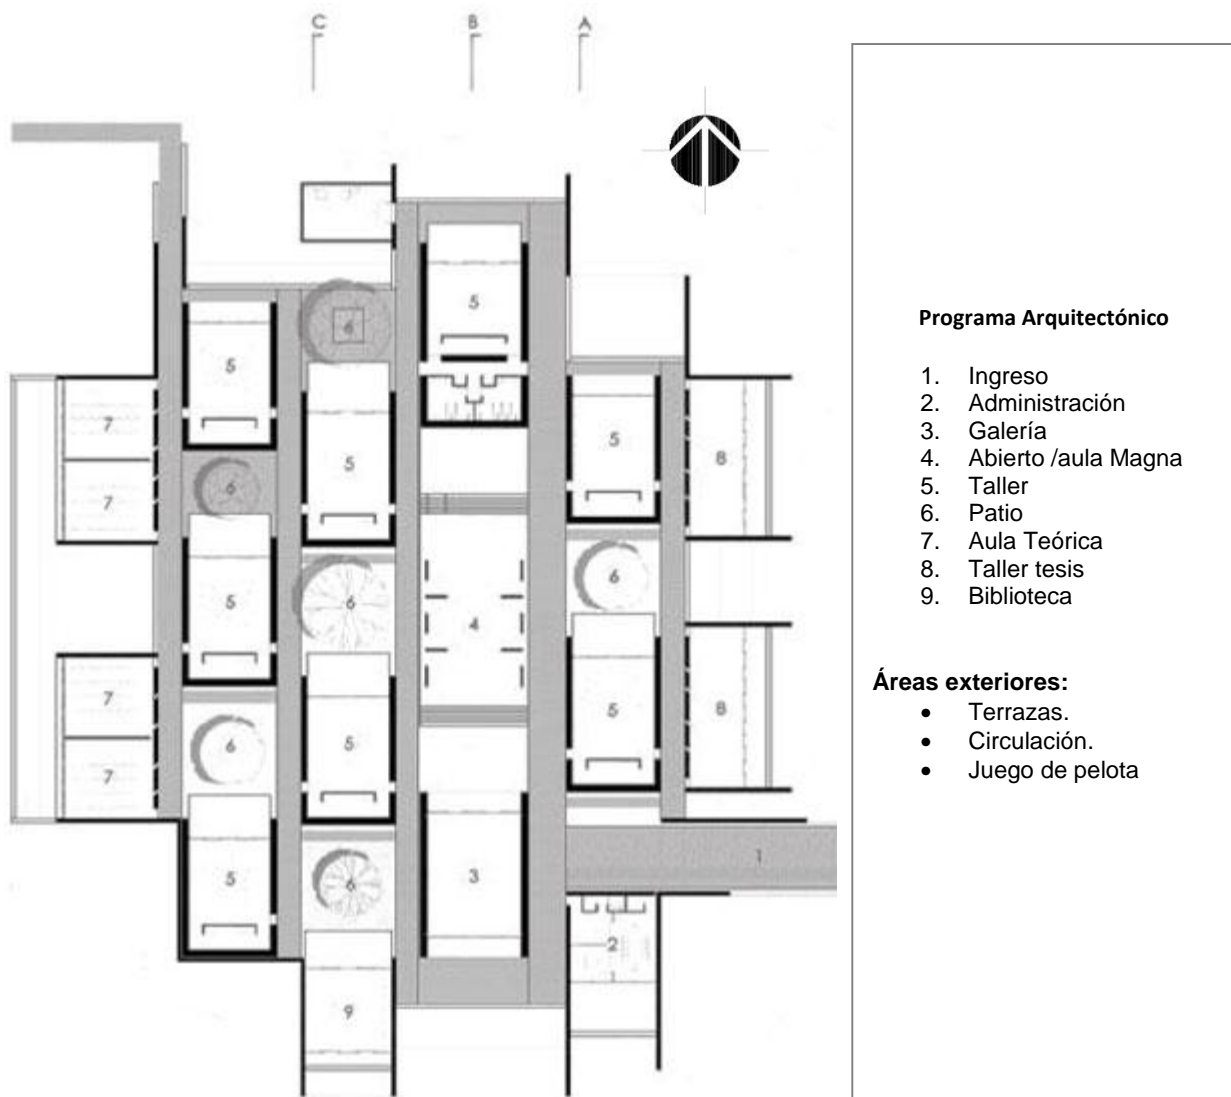 C B A
5
6
5
5
5
7
8
5
6
7
6
6
5
6
4
7
5
8
6
5
7
1
5
6
3
2
9
Programa Arquitectónico
1. Ingreso
2. Administración
3. Galería
4. Abierto /aula Magna
5. Taller
6. Patio
7. Aula Teórica
8. Taller tesis
9. Biblioteca
Áreas exteriores:
• Terrazas.
• Circulación.
• Juego de pelota